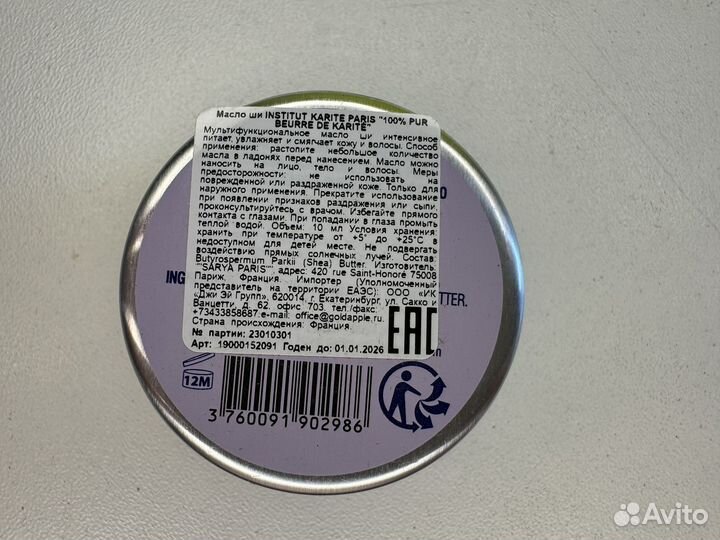 Масло ши INSTITUT KARITE PARIS "100% PUR
BEURRE DE KARITE"
Мультифункциональное масло ши интенсивное
питает, увлажняет и смягчает кожу и волосы. Способ
применения: растопите небольшое количество
масла в ладонях перед нанесением. Масло можно
наносить на лицо, тело и волосы. Меры
предосторожности: не использовать на
поврежденной или раздраженной коже. Только для
наружного применения. Прекратите использование
при появлении признаков раздражения или сыпи,
проконсультируйтесь с врачом. Избегайте прямого
контакта с глазами. При попадании в глаза промыть
теплой водой. Объем: 10 мл Условия хранения:
хранить при температуре от +5° до +25°С в
недоступном для детей месте. Не подвергать
воздействию прямых солнечных лучей. Состав:
Butyrospermum Parkii (Shea) Butter. Изготовитель:
""SARYA PARIS"", адрес: 420 rue Saint-Honoré 75008
Париж, Франция. Импортер (Уполномоченный
представитель на территории ЕАЭС): ООО «ИК
«Джи Эй Групп», 620014, г. Екатеринбург, ул. Сакко и
Ванцетти, д. 62, офис 703, тел./факс:
+73433858687 e-mail: office@goldapple.ru.
Страна происхождения: Франция.
№ партии: 23010301
Арт: 19000152091 Годен до: 01.01.2026
EAC
ING
TTER.
12M
3 760091 902986
Avito